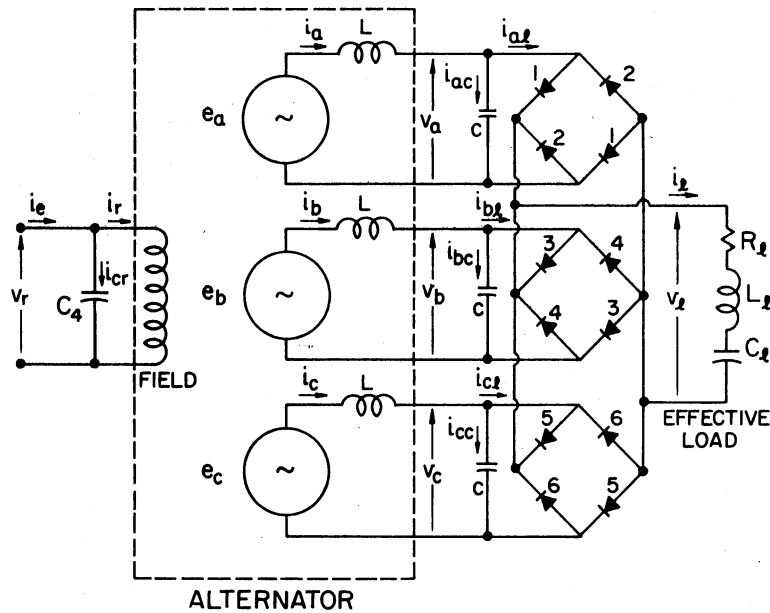 i_a L i_aℓ
e_a ~ v_a i_ac C 1 2 2 1
i_e i_r
v_r i_cr C_4
FIELD
i_b L i_bℓ
e_b ~ v_b i_bc C 3 4 4 3
i_ℓ
v_ℓ R_ℓ
L_ℓ
C_ℓ
EFFECTIVE
LOAD
i_c L i_cℓ
e_c ~ v_c i_cc C 5 6 6 5
ALTERNATOR